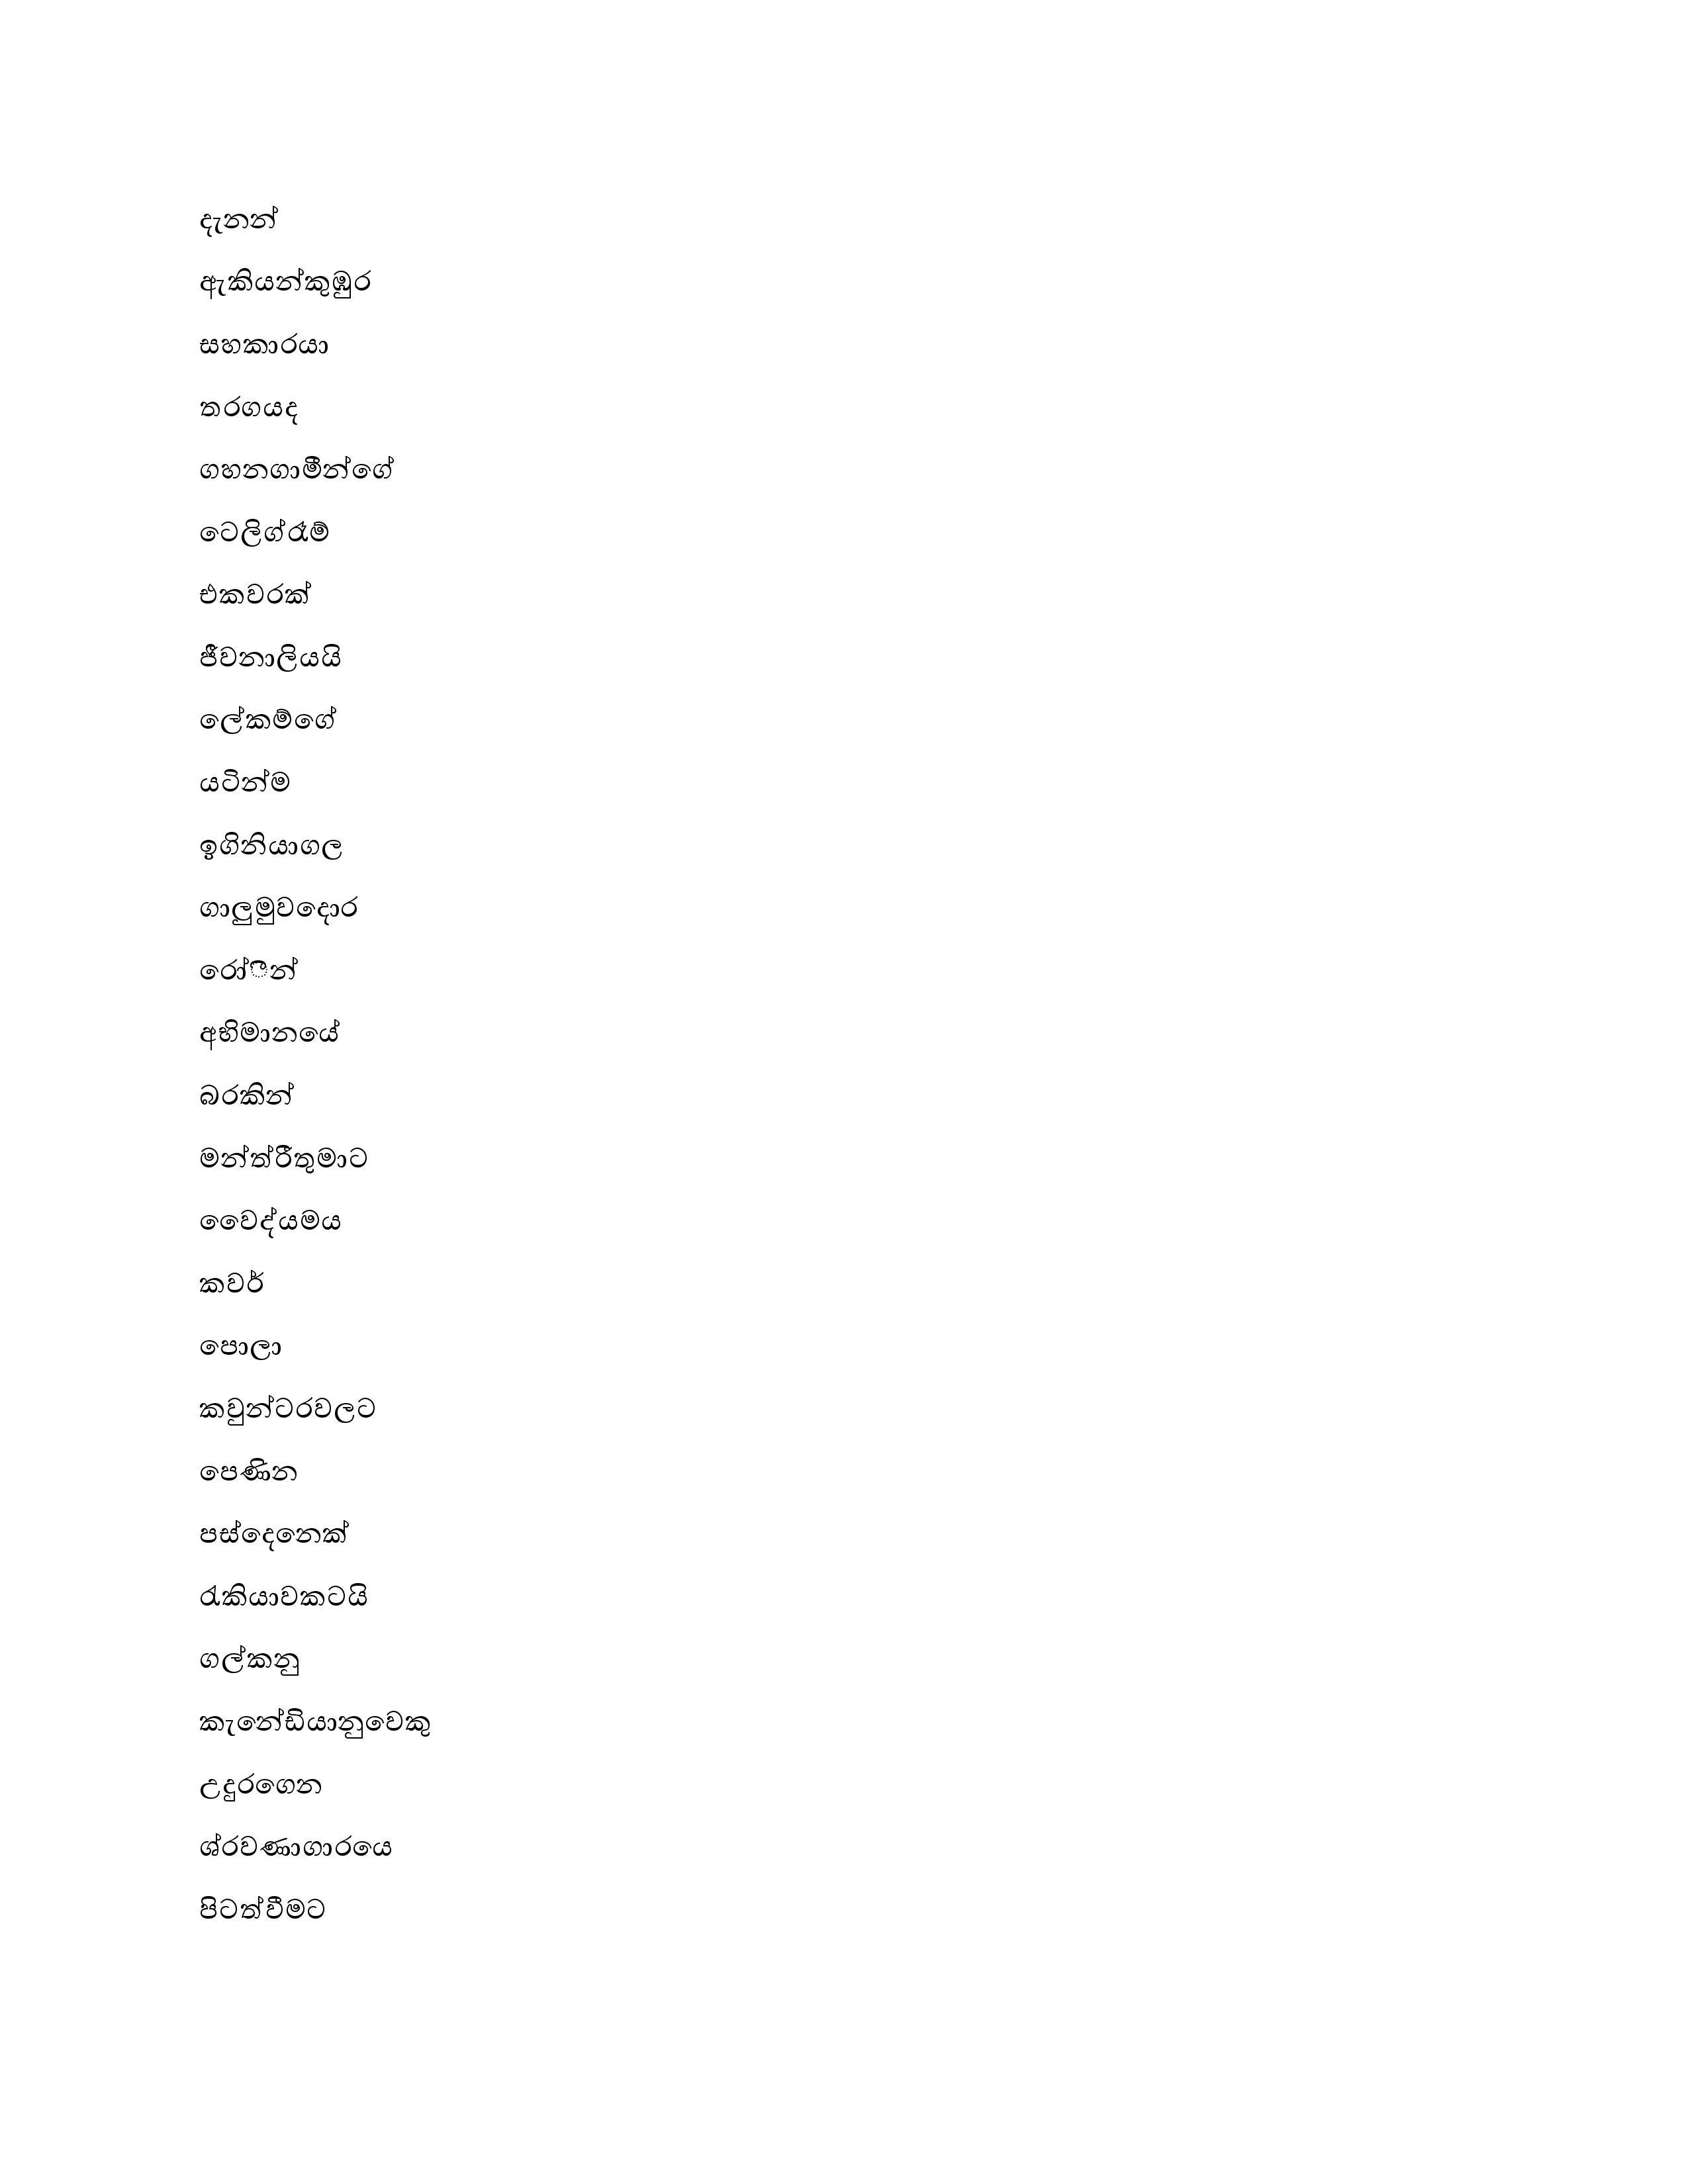 දැනන්
ඇකියන්කුඹුර
සහකාරයා
තරගයද
ගහනගාමීන්ගේ
ටෙලිග්රෑම්
එකවරක්
ජීවනාලියයි
ලේකම්ගේ
යටින්ම
ඉගිනියාගල
ගාලුමුවදොර
රෝීන්
අභිමානයේ
බරකින්
මන්ත්රීතුමාට
වෛද්යමය
කවර්
පොලා
කවුන්ටරවලට
පෙණින
පස්දෙනෙක්
රැකියාවකටයි
ගල්කනු
කැනේඩියානුවෙකු
උදුරගෙන
ශ්රවණාගාරයෙ
පිටත්වීමට